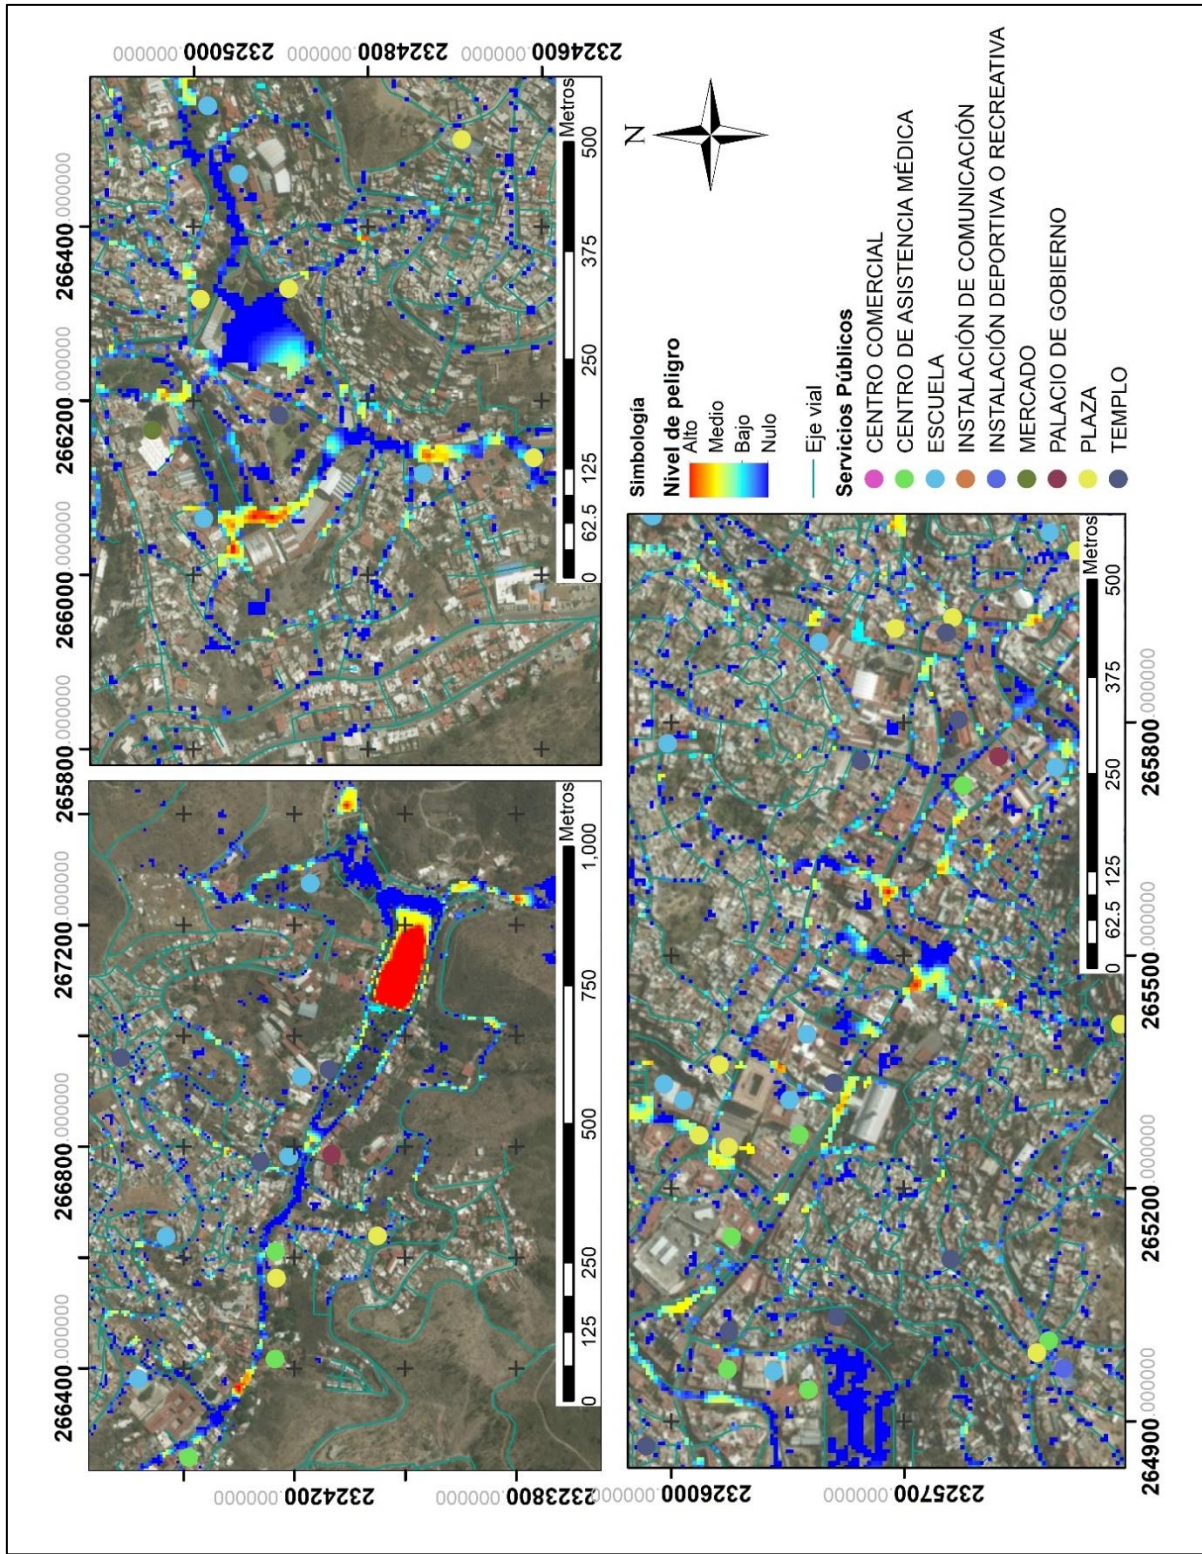 266400.000000
266800.000000
267200.000000
265800.000000
266000.000000
266200.000000
266400.000000
2325000.000000
2324800.000000
2324600.000000
2324200.000000
2323800.000000
0 125 250 500 750 1,000
Metros
0 62.5 125 250 375 500
Metros
2326000.000000
2325700.000000
0 62.5 125 250 375 500
Metros
264900.000000
265200.000000
265500.000000
265800.000000
N
Simbología
Nivel de peligro
Alto
Medio
Bajo
Nulo
Eje vial
Servicios Públicos
CENTRO COMERCIAL
CENTRO DE ASISTENCIA MÉDICA
ESCUELA
INSTALACIÓN DE COMUNICACIÓN
INSTALACIÓN DEPORTIVA O RECREATIVA
MERCADO
PALACIO DE GOBIERNO
PLAZA
TEMPLO